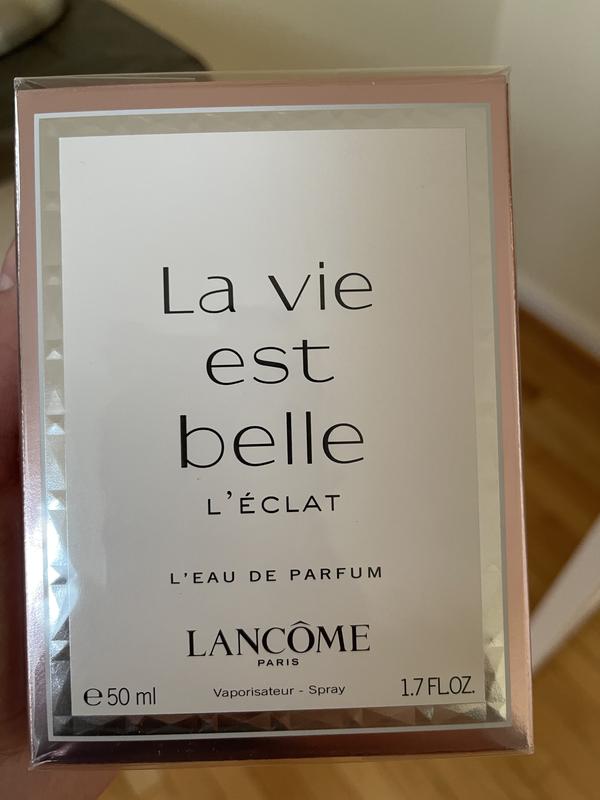 La vie
est
belle
L'ÉCLAT
L'EAU DE PARFUM
LANCÔME
PARIS
℮50 ml Vaporisateur - Spray 1.7 FL.OZ.